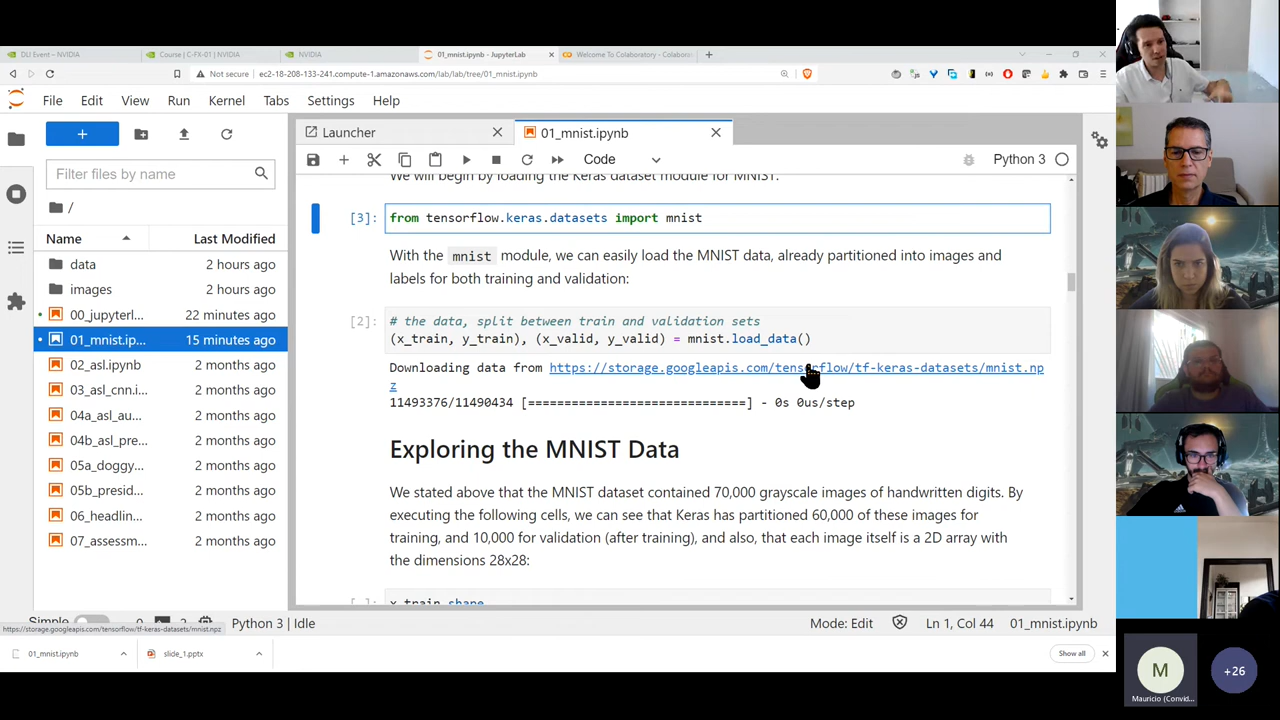 DLI Event – NVIDIA
Course | C-FX-01 | NVIDIA
NVIDIA
01_mnist.ipynb - JupyterLab
Welcome To Colaboratory - Colabora
Not secure
ec2-18-208-133-241.compute-1.amazonaws.com/lab/lab/tree/01_mnist.ipynb
File Edit View Run Kernel Tabs Settings Help
Launcher
01_mnist.ipynb
Code
Python 3
Filter files by name
/
Name
Last Modified
data
2 hours ago
images
2 hours ago
00_jupyterl...
22 minutes ago
01_mnist.ip...
15 minutes ago
02_asl.ipynb
2 months ago
03_asl_cnn.i...
2 months ago
04a_asl_au...
2 months ago
04b_asl_pre...
2 months ago
05a_doggy...
2 months ago
05b_presid...
2 months ago
06_headlin...
2 months ago
07_assessm...
2 months ago
We will begin by loading the Keras dataset module for MNIST:
[3]:
from tensorflow.keras.datasets import mnist
With the mnist module, we can easily load the MNIST data, already partitioned into images and
labels for both training and validation:
[2]:
# the data, split between train and validation sets
(x_train, y_train), (x_valid, y_valid) = mnist.load_data()
Downloading data from https://storage.googleapis.com/tensorflow/tf-keras-datasets/mnist.np
z
11493376/11490434 [==============================] - 0s 0us/step
Exploring the MNIST Data
We stated above that the MNIST dataset contained 70,000 grayscale images of handwritten digits. By
executing the following cells, we can see that Keras has partitioned 60,000 of these images for
training, and 10,000 for validation (after training), and also, that each image itself is a 2D array with
the dimensions 28x28:
[ ]:
x_train.shape
Simple
Python 3 | Idle
Mode: Edit
Ln 1, Col 44
01_mnist.ipynb
https://storage.googleapis.com/tensorflow/tf-keras-datasets/mnist.npz
01_mnist.ipynb
slide_1.pptx
Show all
M
Mauricio (Convid...
+26